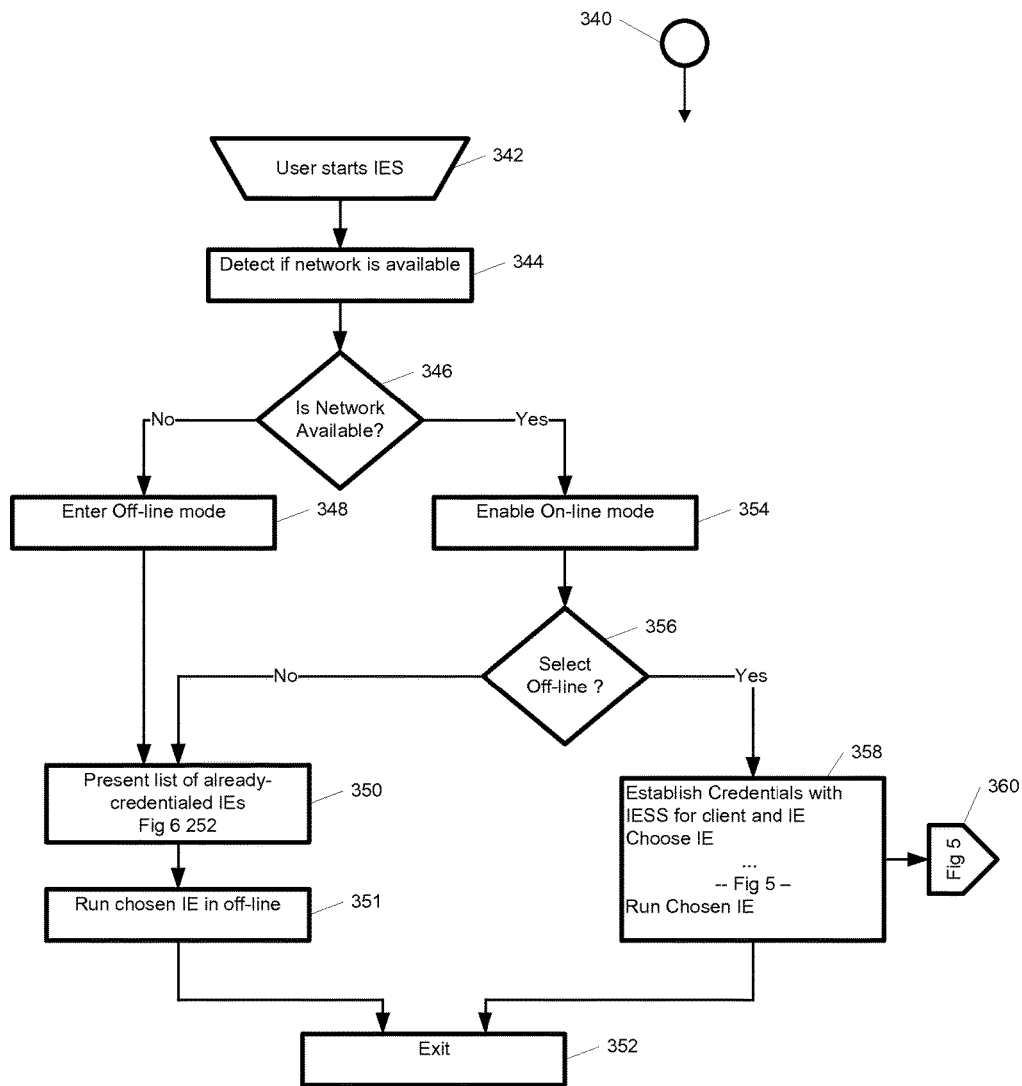 340
User starts IES
342
Detect if network is available
344
346
Is Network
Available?
No
Yes
Enter Off-line mode
348
Enable On-line mode
354
356
Select
Off-line ?
No
Yes
Present list of already-
credentialed IEs
Fig 6 252
350
358
Establish Credentials with
IESS for client and IE
Choose IE
...
-- Fig 5 –
Run Chosen IE
360
Fig 5
Run chosen IE in off-line
351
Exit
352